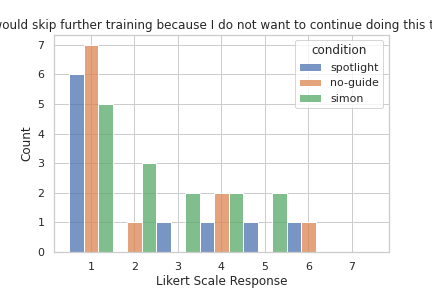 would skip further training because I do not want to continue doing this t
condition
spotlight
no-guide
simon
7
6
5
4
3
2
1
0
Count
1 2 3 4 5 6 7
Likert Scale Response